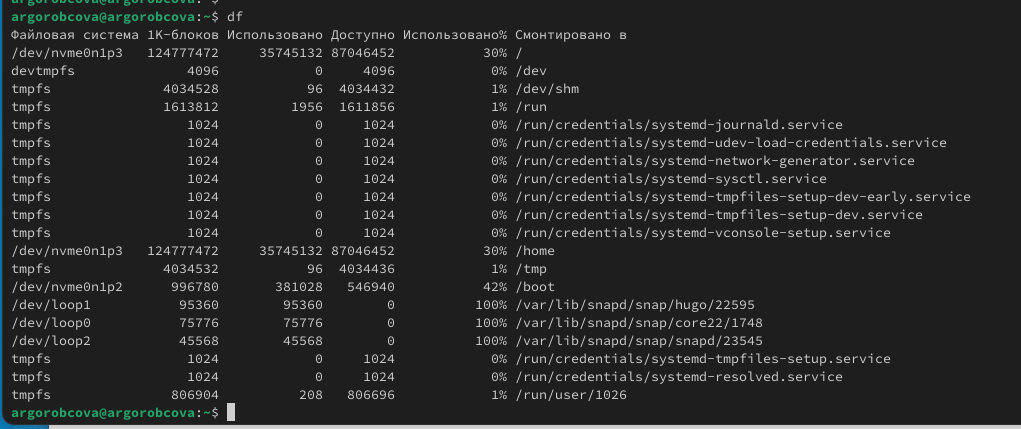 argorobcova@argorobcova:~$ df
Файловая система 1K-блоков Использовано Доступно Использовано% Смонтировано в
/dev/nvme0n1p3 124777472 35745132 87046452 30% /
devtmpfs 4096 0 4096 0% /dev
tmpfs 4034528 96 4034432 1% /dev/shm
tmpfs 1613812 1956 1611856 1% /run
tmpfs 1024 0 1024 0% /run/credentials/systemd-journald.service
tmpfs 1024 0 1024 0% /run/credentials/systemd-udev-load-credentials.service
tmpfs 1024 0 1024 0% /run/credentials/systemd-network-generator.service
tmpfs 1024 0 1024 0% /run/credentials/systemd-sysctl.service
tmpfs 1024 0 1024 0% /run/credentials/systemd-tmpfiles-setup-dev-early.service
tmpfs 1024 0 1024 0% /run/credentials/systemd-tmpfiles-setup-dev.service
tmpfs 1024 0 1024 0% /run/credentials/systemd-vconsole-setup.service
/dev/nvme0n1p3 124777472 35745132 87046452 30% /home
tmpfs 4034532 96 4034436 1% /tmp
/dev/nvme0n1p2 996780 381028 546940 42% /boot
/dev/loop1 95360 95360 0 100% /var/lib/snapd/snap/hugo/22595
/dev/loop0 75776 75776 0 100% /var/lib/snapd/snap/core22/1748
/dev/loop2 45568 45568 0 100% /var/lib/snapd/snap/snapd/23545
tmpfs 1024 0 1024 0% /run/credentials/systemd-tmpfiles-setup.service
tmpfs 1024 0 1024 0% /run/credentials/systemd-resolved.service
tmpfs 806904 208 806696 1% /run/user/1026
argorobcova@argorobcova:~$